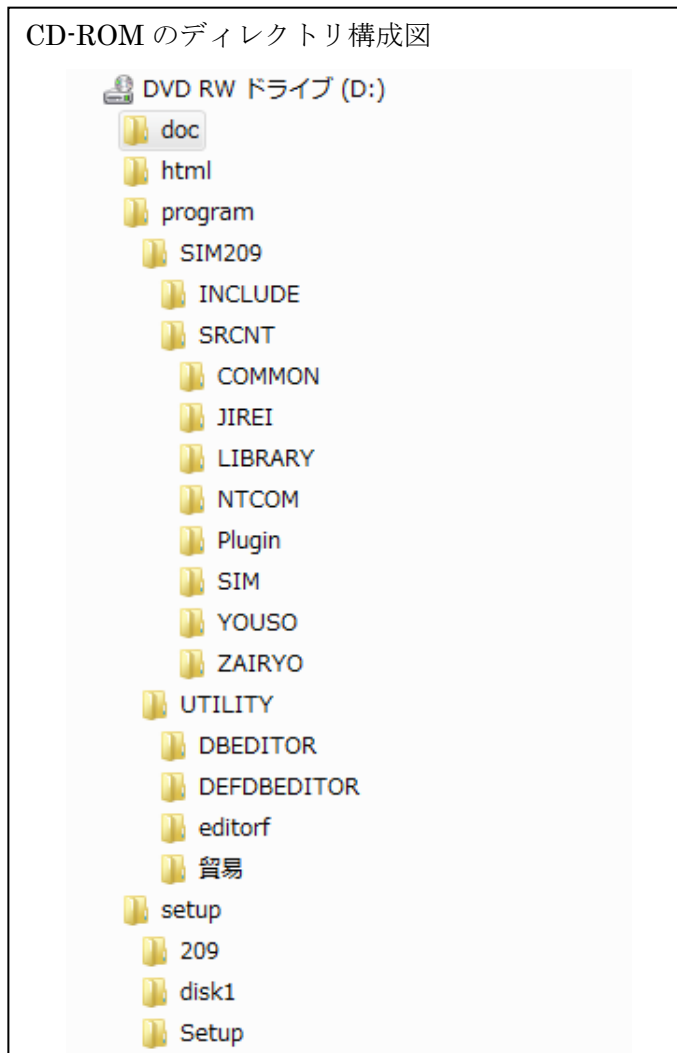 CD-ROM のディレクトリ構成図
DVD RW ドライブ (D:)
doc
html
program
SIM209
INCLUDE
SRCNT
COMMON
JIREI
LIBRARY
NTCOM
Plugin
SIM
YOUSO
ZAIRYO
UTILITY
DBEDITOR
DEFDBEDITOR
editorf
貿易
setup
209
disk1
Setup